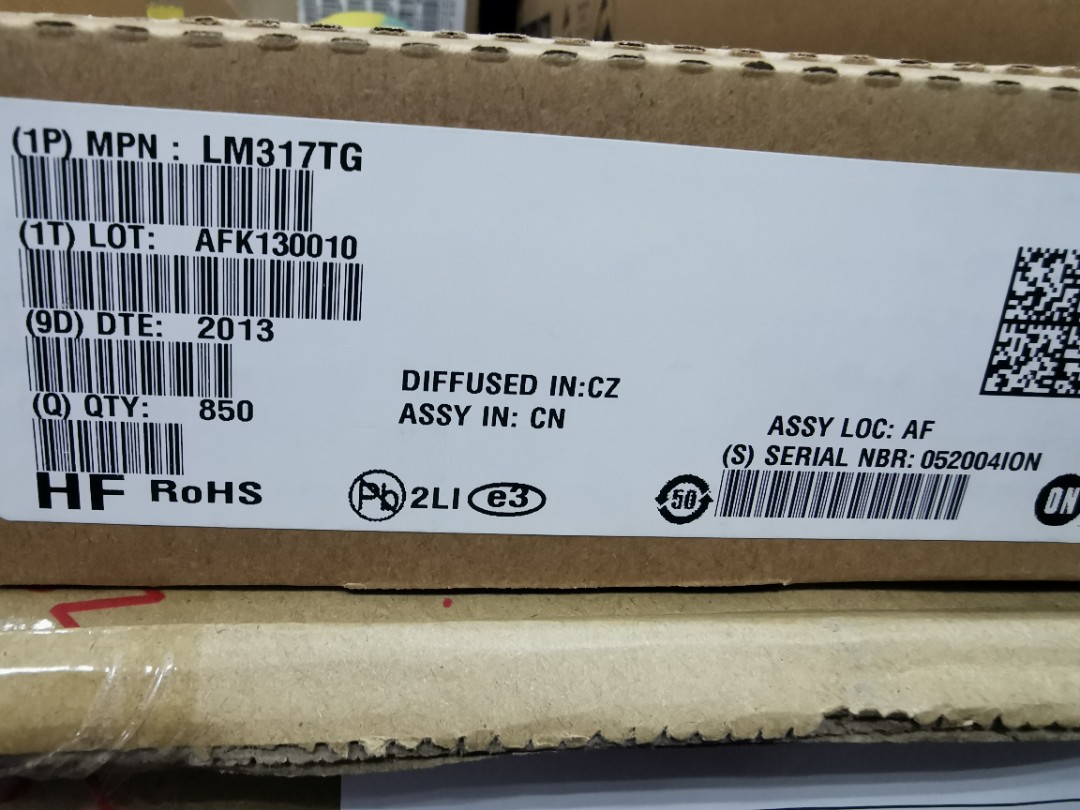 (1P) MPN : LM317TG
(1T) LOT: AFK130010
(9D) DTE: 2013
(Q) QTY: 850
DIFFUSED IN:CZ
ASSY IN: CN
ASSY LOC: AF
(S) SERIAL NBR: 052004ION
HF RoHS
Pb 2LI e3
50
ON